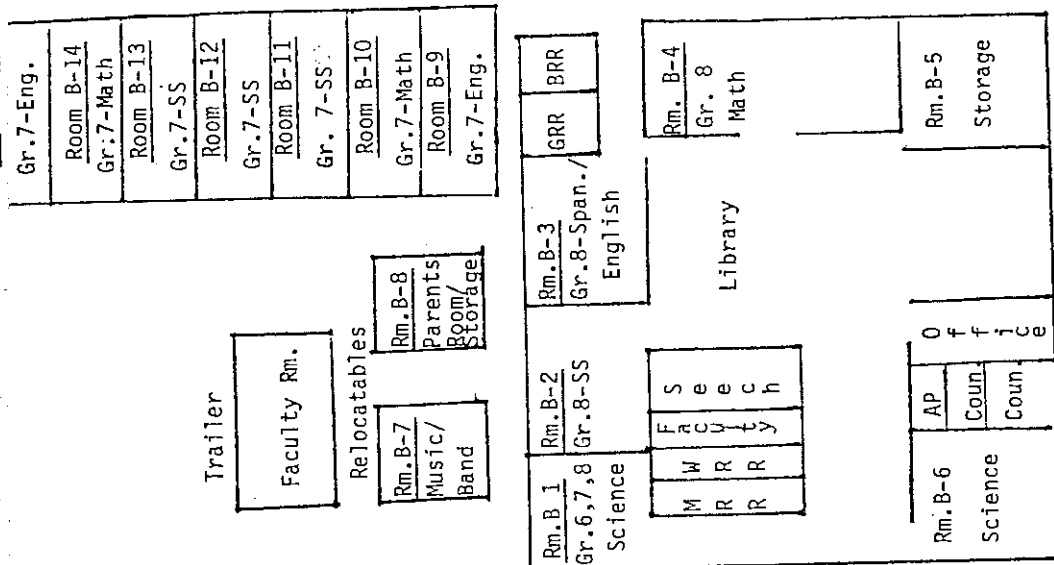 Gr.7-Eng.
Room B-14
Gr:7-Math
Room B-13
Gr.7-SS
Room B-12
Gr.7-SS
Room B-11
Gr. 7-SS
Room B-10
Gr.7-Math
Room B-9
Gr.7-Eng.
Trailer
Faculty Rm.
Relocatables
Rm.B-7
Music/
Band
Rm.B-8
Parents
Room/
Storage
Rm.B 1
Gr.6,7,8
Science
Rm.B-2
Gr.8-SS
Rm.B-3
Gr.8-Span./
English
GRR
BRR
Rm. B-4
Gr. 8
Math
M
R
R
W
R
R
Faculty
S
e
e
c
h
Library
Rm.B-5
Storage
Rm.B-6
Science
AP
Coun.
Coun.
O
f
f
i
c
e